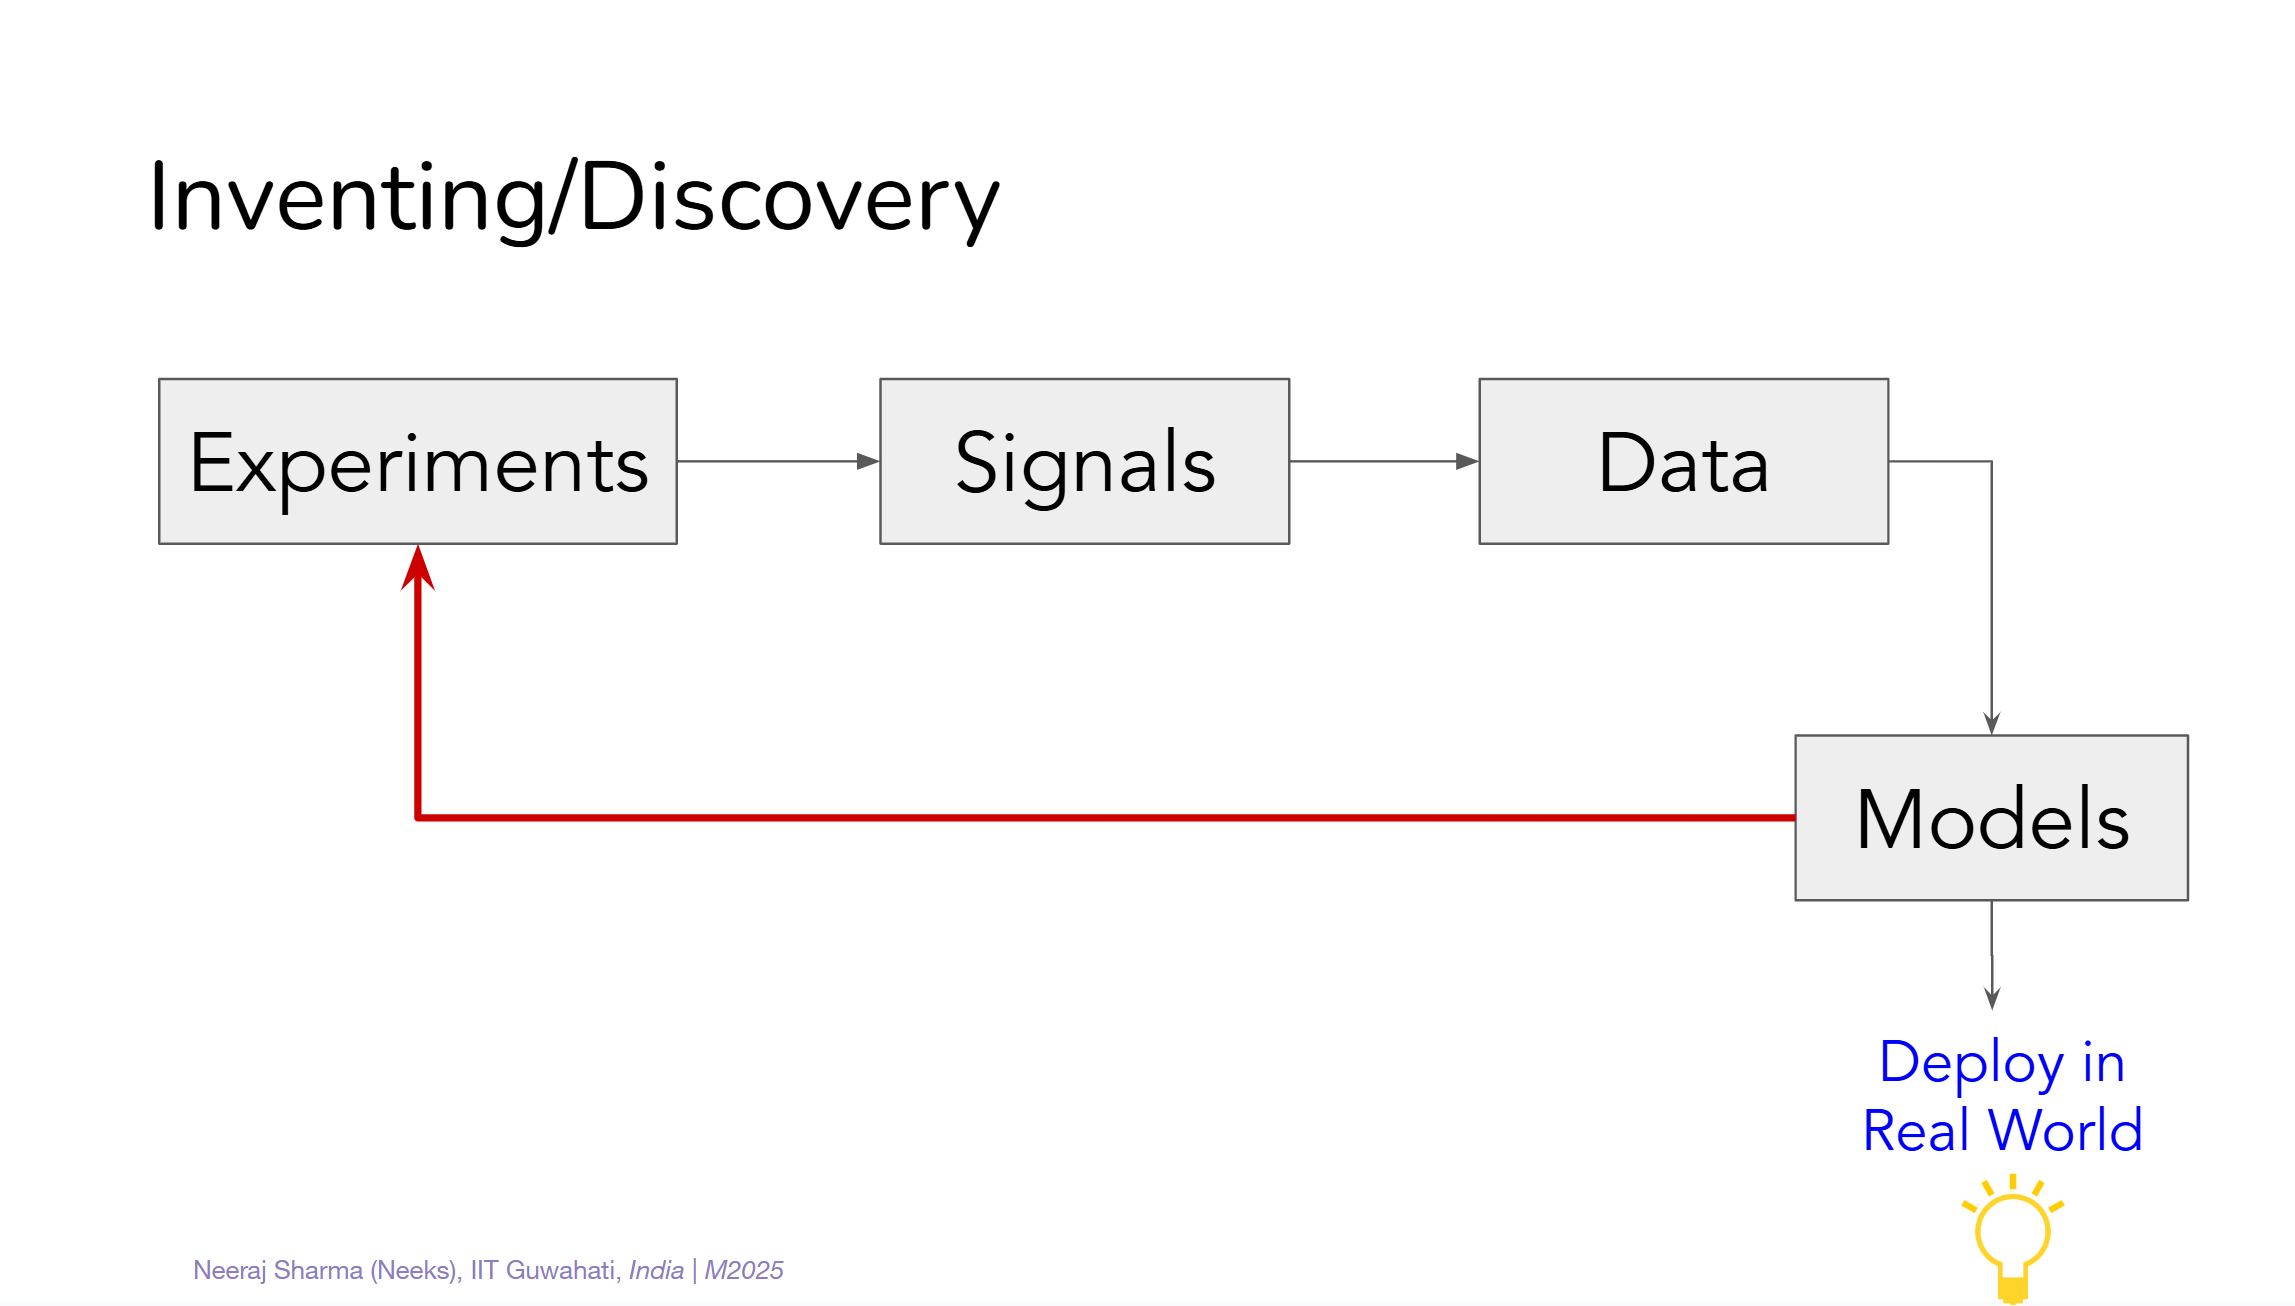 Inventing/Discovery
Experiments
Signals
Data
Models
Deploy in
Real World
Neeraj Sharma (Neeks), IIT Guwahati, India | M2025